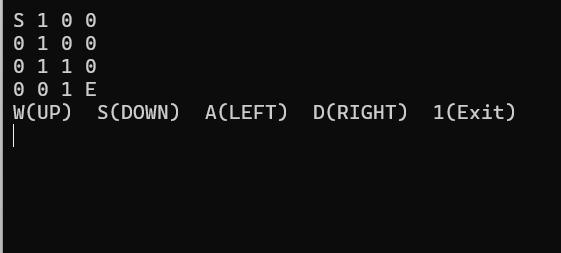 S 1 0 0
0 1 0 0
0 1 1 0
0 0 1 E
W(UP)  S(DOWN)  A(LEFT)  D(RIGHT)  1(Exit)